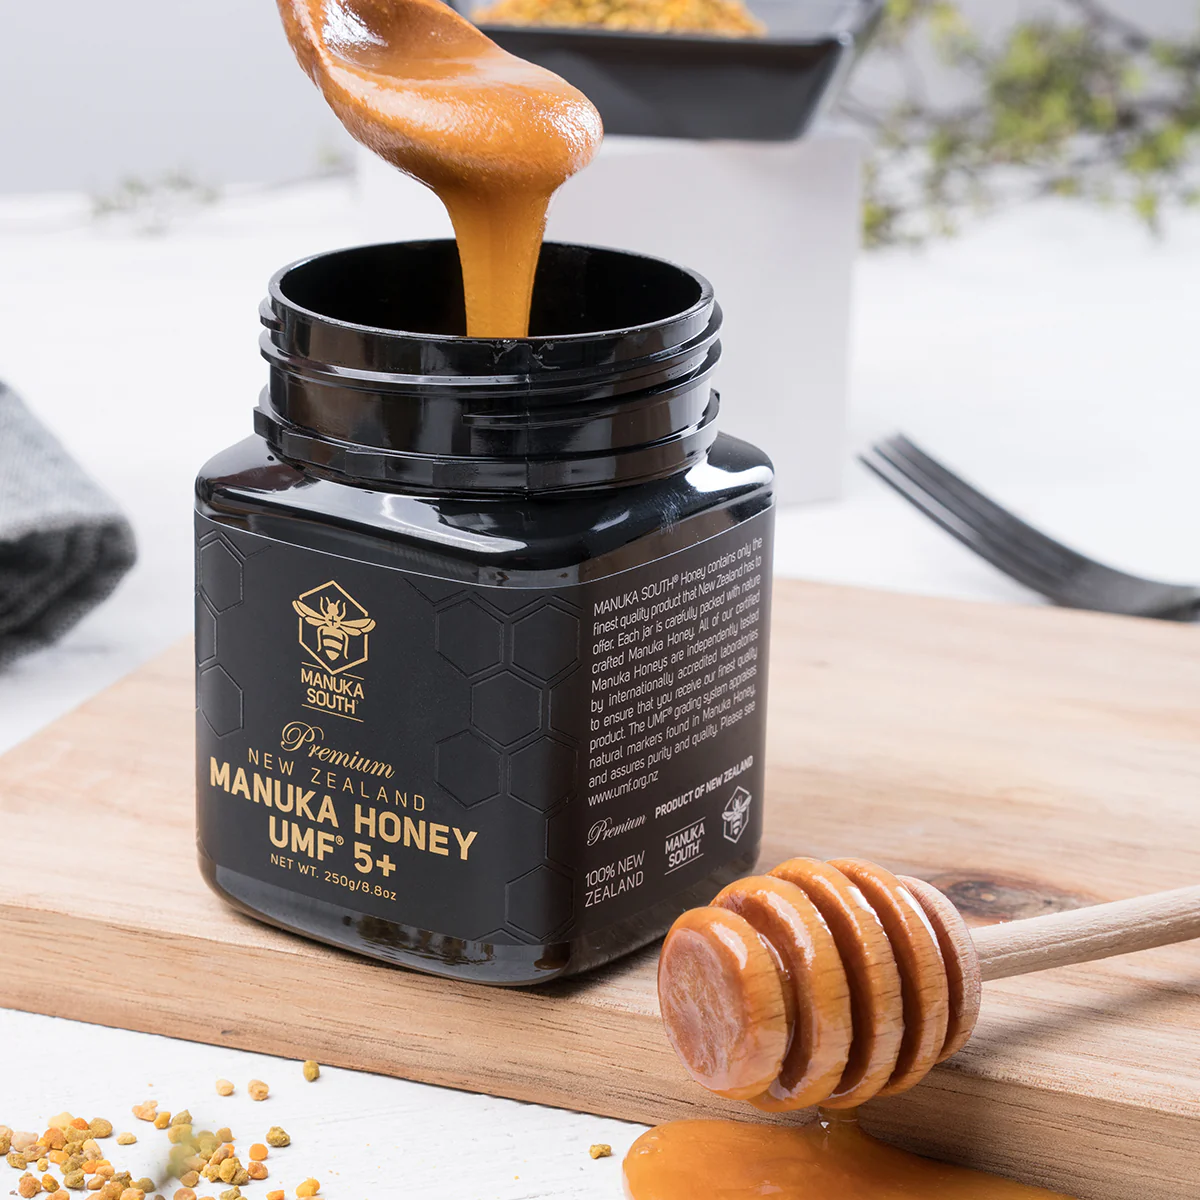 MANUKA
SOUTH®
Premium
NEW ZEALAND
MANUKA HONEY
UMF® 5+
NET WT. 250g/8.8oz
MANUKA SOUTH® Honey contains only the
finest quality product that New Zealand has to
offer. Each jar is carefully packed with nature
crafted Manuka Honey. All of our certified
Manuka Honeys are independently tested
by internationally accredited laboratories
to ensure that you receive our finest quality
product. The UMF® grading system appraises
natural markers found in Manuka Honey,
and assures purity and quality. Please see
www.umf.org.nz
Premium PRODUCT OF NEW ZEALAND
100% NEW
ZEALAND
MANUKA
SOUTH®